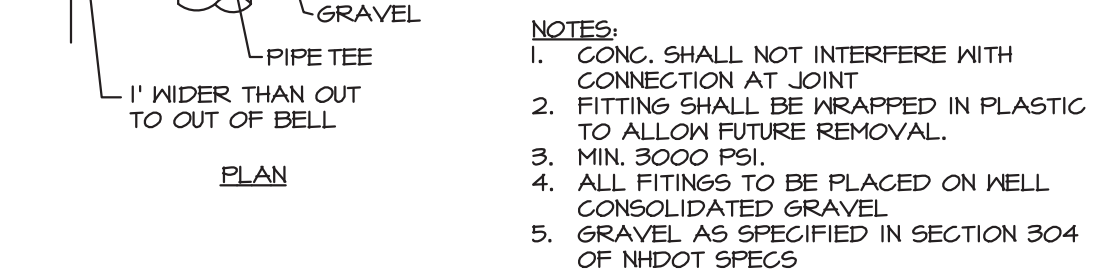 GRAVEL
PIPE TEE
1' WIDER THAN OUT
TO OUT OF BELL
PLAN
NOTES:
1. CONC. SHALL NOT INTERFERE WITH
CONNECTION AT JOINT
2. FITTING SHALL BE WRAPPED IN PLASTIC
TO ALLOW FUTURE REMOVAL.
3. MIN. 3000 PSI.
4. ALL FITINGS TO BE PLACED ON WELL
CONSOLIDATED GRAVEL
5. GRAVEL AS SPECIFIED IN SECTION 304
OF NHDOT SPECS